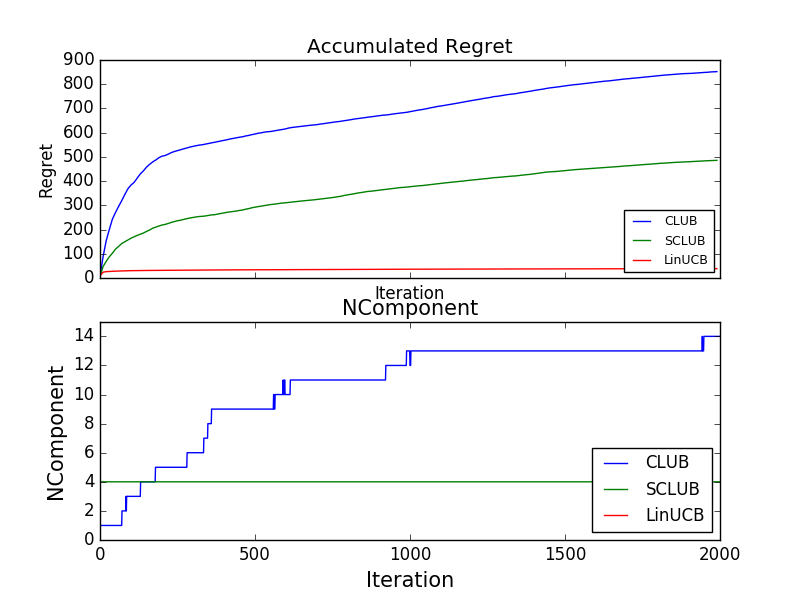 Accumulated Regret
900
800
700
600
500
400
300
200
100
0
Regret
CLUB
SCLUB
LinUCB
Iteration
NComponent
14
12
10
8
6
4
2
0
NComponent
CLUB
SCLUB
LinUCB
0 500 1000 1500 2000
Iteration